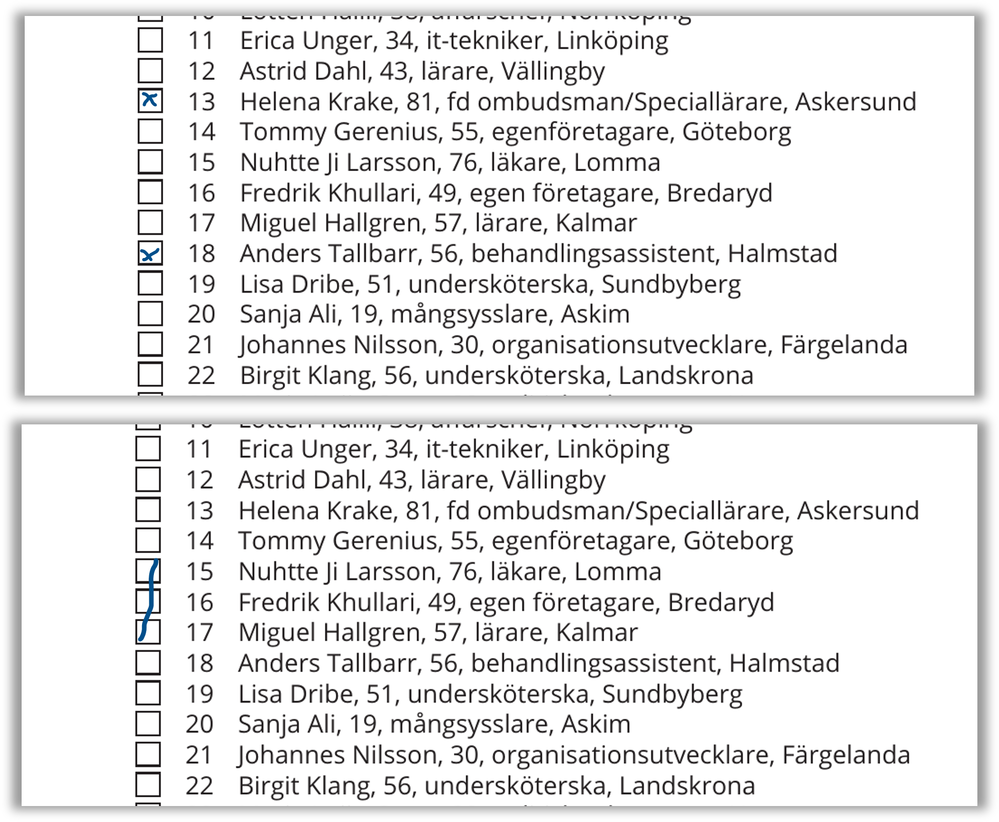 11 Erica Unger, 34, it-tekniker, Linköping
12 Astrid Dahl, 43, lärare, Vällingby
13 Helena Krake, 81, fd ombudsman/Speciallärare, Askersund
14 Tommy Gerenius, 55, egenföretagare, Göteborg
15 Nuhtte Ji Larsson, 76, läkare, Lomma
16 Fredrik Khullari, 49, egen företagare, Bredaryd
17 Miguel Hallgren, 57, lärare, Kalmar
18 Anders Tallbarr, 56, behandlingsassistent, Halmstad
19 Lisa Dribe, 51, undersköterska, Sundbyberg
20 Sanja Ali, 19, mångsysslare, Askim
21 Johannes Nilsson, 30, organisationsutvecklare, Färgelanda
22 Birgit Klang, 56, undersköterska, Landskrona
11 Erica Unger, 34, it-tekniker, Linköping
12 Astrid Dahl, 43, lärare, Vällingby
13 Helena Krake, 81, fd ombudsman/Speciallärare, Askersund
14 Tommy Gerenius, 55, egenföretagare, Göteborg
15 Nuhtte Ji Larsson, 76, läkare, Lomma
16 Fredrik Khullari, 49, egen företagare, Bredaryd
17 Miguel Hallgren, 57, lärare, Kalmar
18 Anders Tallbarr, 56, behandlingsassistent, Halmstad
19 Lisa Dribe, 51, undersköterska, Sundbyberg
20 Sanja Ali, 19, mångsysslare, Askim
21 Johannes Nilsson, 30, organisationsutvecklare, Färgelanda
22 Birgit Klang, 56, undersköterska, Landskrona